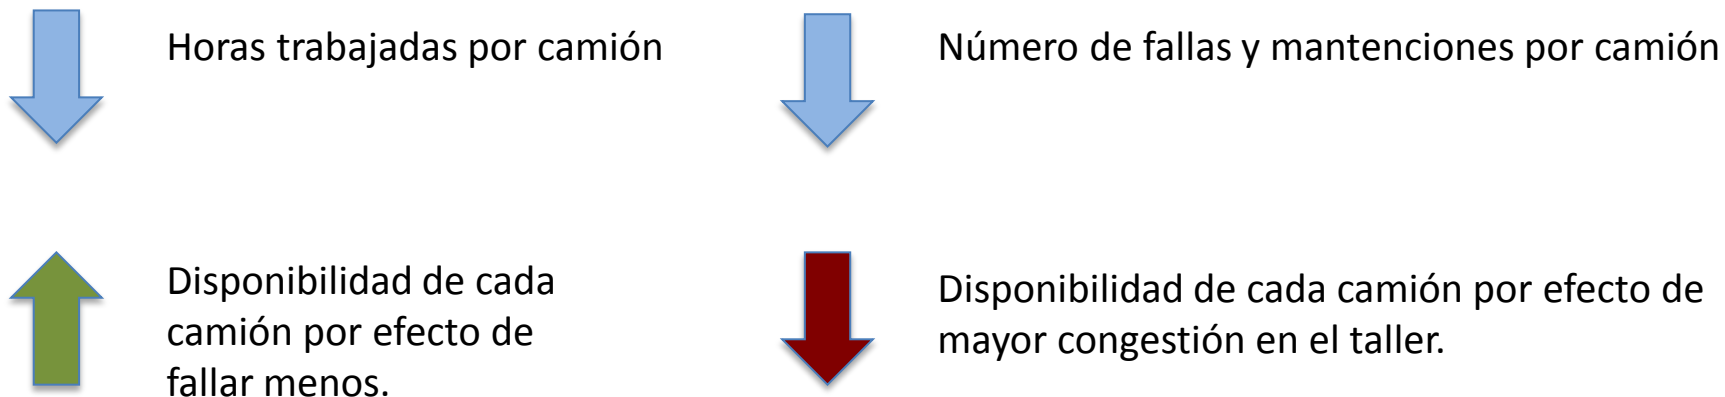 Horas trabajadas por camión
Número de fallas y mantenciones por camión
Disponibilidad de cada
camión por efecto de
fallar menos.
Disponibilidad de cada camión por efecto de
mayor congestión en el taller.